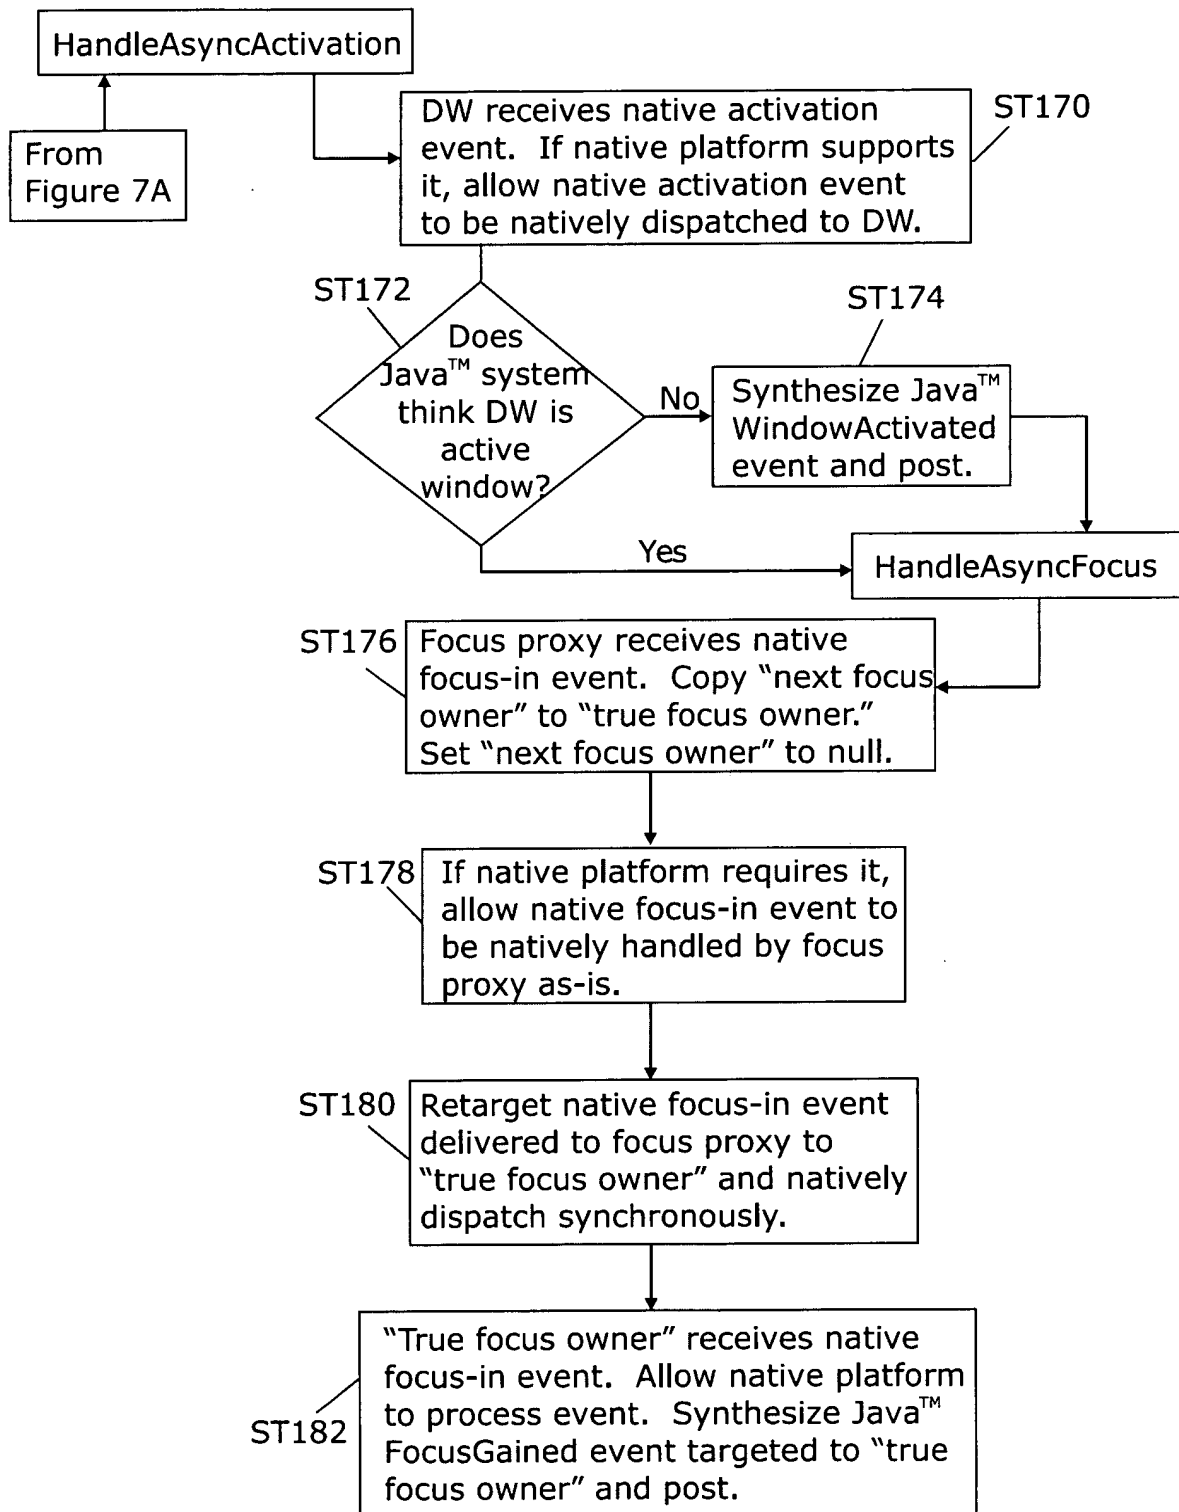 HandleAsyncActivation
From
Figure 7A
DW receives native activation
event. If native platform supports
it, allow native activation event
to be natively dispatched to DW.
ST170
ST172
Does
Java™ system
think DW is
active
window?
No
ST174
Synthesize Java™
WindowActivated
event and post.
Yes
HandleAsyncFocus
ST176
Focus proxy receives native
focus-in event. Copy “next focus
owner” to “true focus owner.”
Set “next focus owner” to null.
ST178
If native platform requires it,
allow native focus-in event to
be natively handled by focus
proxy as-is.
ST180
Retarget native focus-in event
delivered to focus proxy to
“true focus owner” and natively
dispatch synchronously.
“True focus owner” receives native
focus-in event. Allow native platform
to process event. Synthesize Java™
FocusGained event targeted to “true
focus owner” and post.
ST182